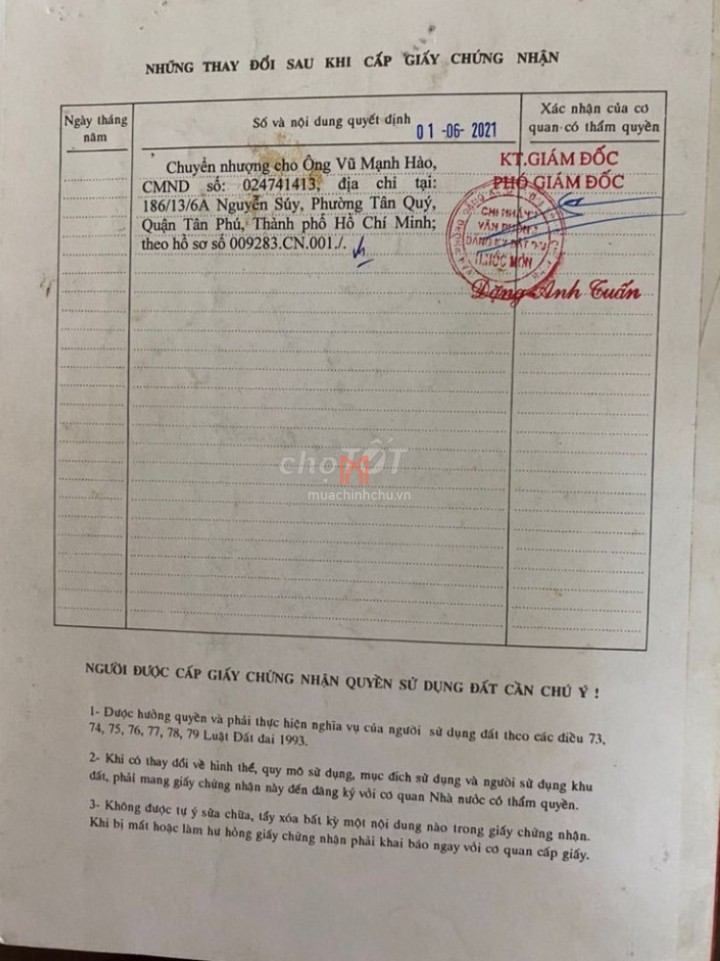 NHỮNG THAY ĐỔI SAU KHI CẤP GIẤY CHỨNG NHẬN
Ngày tháng
năm
Số và nội dung quyết định
01-06-2021
Xác nhận của cơ
quan có thẩm quyền
Chuyển nhượng cho Ông Vũ Mạnh Hào,
CMND số: 024741413, địa chỉ tại:
186/13/6A Nguyễn Súy, Phường Tân Quý,
Quận Tân Phú, Thành phố Hồ Chí Minh;
theo hồ sơ số 009283.CN.001./.
KT.GIÁM ĐỐC
PHÓ GIÁM ĐỐC
CHI NHÁNH
VĂN PHÒNG
ĐĂNG KÝ ĐẤT ĐAI
H.HÓC MÔN
Đặng Anh Tuấn
chợTỐT
muachinhchu.vn
NGƯỜI ĐƯỢC CẤP GIẤY CHỨNG NHẬN QUYỀN SỬ DỤNG ĐẤT CẦN CHÚ Ý !
1- Được hưởng quyền và phải thực hiện nghĩa vụ của người sử dụng đất theo các điều 73,
74, 75, 76, 77, 78, 79 Luật Đất đai 1993.
2- Khi có thay đổi về hình thể, quy mô sử dụng, mục đích sử dụng và người sử dụng khu
đất, phải mang giấy chứng nhận này đến đăng ký với cơ quan Nhà nước có thẩm quyền.
3- Không được tự ý sửa chữa, tẩy xóa bất kỳ một nội dung nào trong giấy chứng nhận.
Khi bị mất hoặc làm hư hỏng giấy chứng nhận phải khai báo ngay với cơ quan cấp giấy.